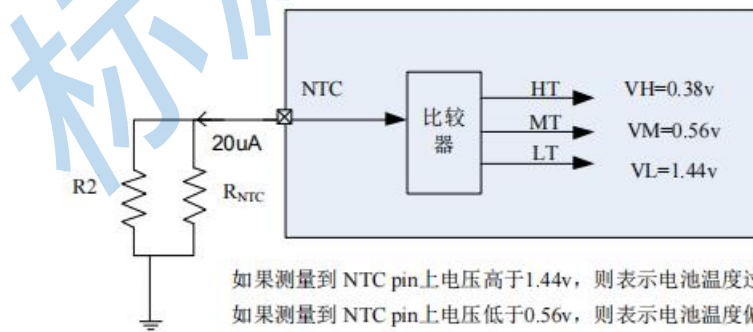 NTC
HT
VH=0.38v
比较
器
MT
VM=0.56v
20uA
LT
VL=1.44v
R2
RNTC
如果测量到 NTC pin上电压高于1.44v，则表示电池温度过
如果测量到 NTC pin上电压低于0.56v，则表示电池温度